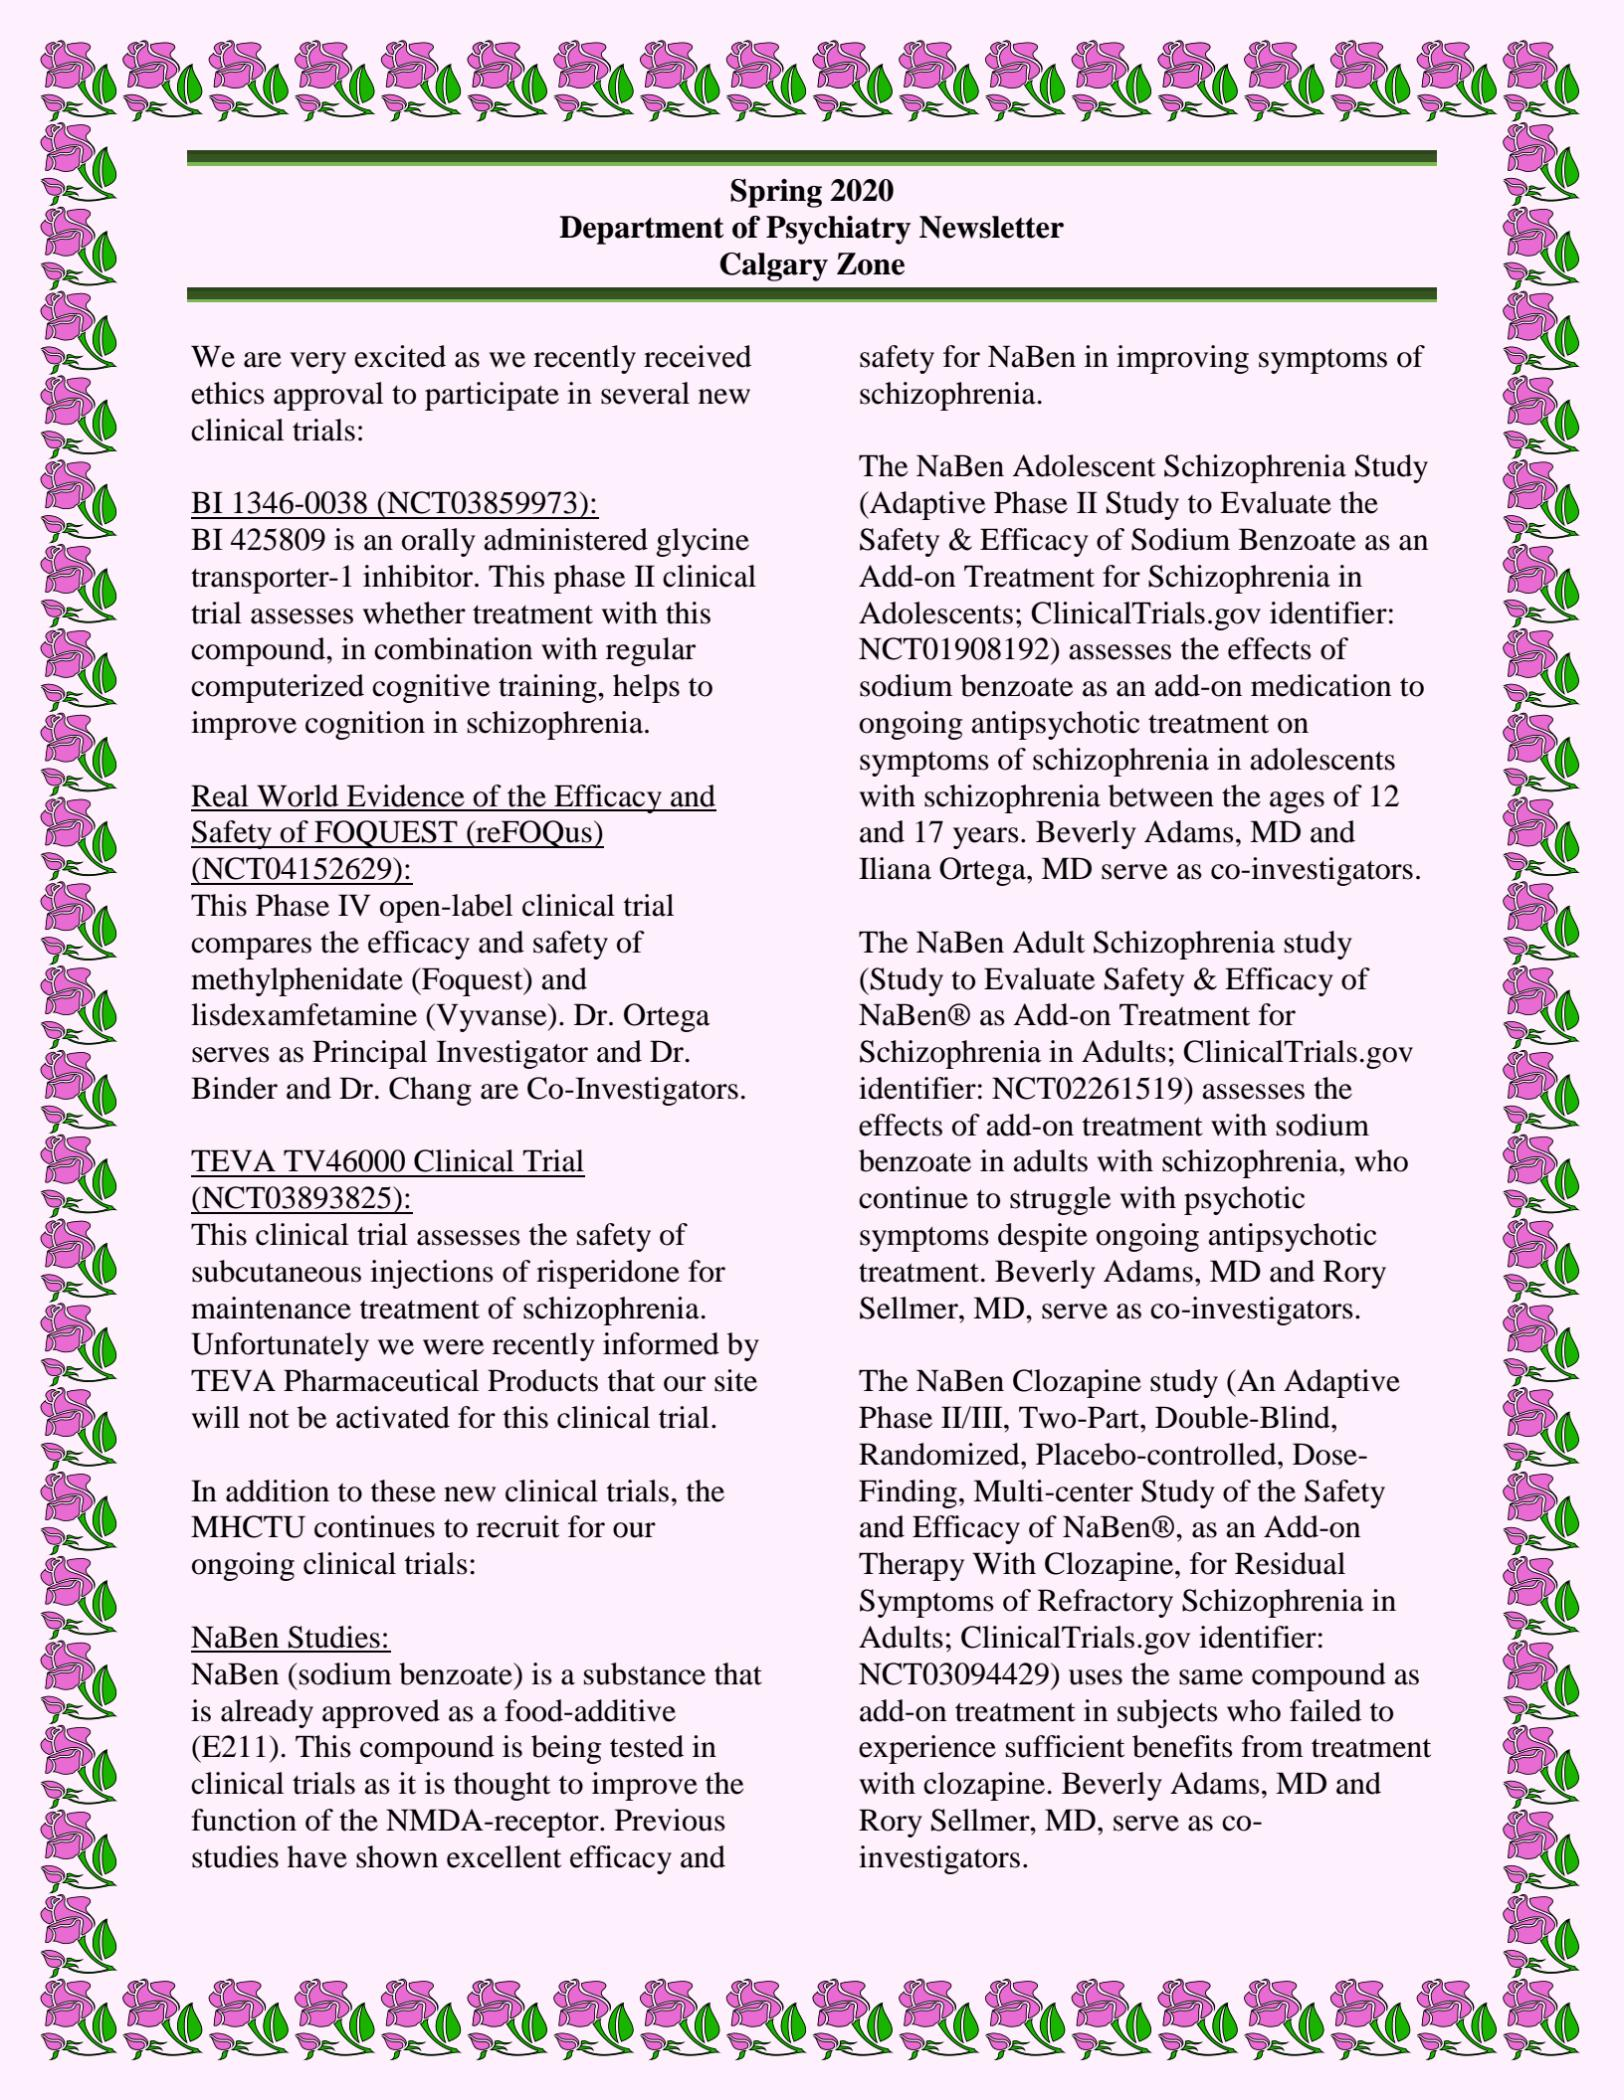 Spring 2020
Department of Psychiatry Newsletter
Calgary Zone
We are very excited as we recently received
ethics approval to participate in several new
clinical trials:
BI 1346-0038 (NCT03859973):
BI 425809 is an orally administered glycine
transporter-1 inhibitor. This phase II clinical
trial assesses whether treatment with this
compound, in combination with regular
computerized cognitive training, helps to
improve cognition in schizophrenia.
Real World Evidence of the Efficacy and
Safety of FOQUEST (reFOQus)
(NCT04152629):
This Phase IV open-label clinical trial
compares the efficacy and safety of
methylphenidate (Foquest) and
lisdexamfetamine (Vyvanse). Dr. Ortega
serves as Principal Investigator and Dr.
Binder and Dr. Chang are Co-Investigators.
TEVA TV46000 Clinical Trial
(NCT03893825):
This clinical trial assesses the safety of
subcutaneous injections of risperidone for
maintenance treatment of schizophrenia.
Unfortunately we were recently informed by
TEVA Pharmaceutical Products that our site
will not be activated for this clinical trial.
In addition to these new clinical trials, the
MHCTU continues to recruit for our
ongoing clinical trials:
NaBen Studies:
NaBen (sodium benzoate) is a substance that
is already approved as a food-additive
(E211). This compound is being tested in
clinical trials as it is thought to improve the
function of the NMDA-receptor. Previous
studies have shown excellent efficacy and
safety for NaBen in improving symptoms of
schizophrenia.
The NaBen Adolescent Schizophrenia Study
(Adaptive Phase II Study to Evaluate the
Safety & Efficacy of Sodium Benzoate as an
Add-on Treatment for Schizophrenia in
Adolescents; ClinicalTrials.gov identifier:
NCT01908192) assesses the effects of
sodium benzoate as an add-on medication to
ongoing antipsychotic treatment on
symptoms of schizophrenia in adolescents
with schizophrenia between the ages of 12
and 17 years. Beverly Adams, MD and
Iliana Ortega, MD serve as co-investigators.
The NaBen Adult Schizophrenia study
(Study to Evaluate Safety & Efficacy of
NaBen® as Add-on Treatment for
Schizophrenia in Adults; ClinicalTrials.gov
identifier: NCT02261519) assesses the
effects of add-on treatment with sodium
benzoate in adults with schizophrenia, who
continue to struggle with psychotic
symptoms despite ongoing antipsychotic
treatment. Beverly Adams, MD and Rory
Sellmer, MD, serve as co-investigators.
The NaBen Clozapine study (An Adaptive
Phase II/III, Two-Part, Double-Blind,
Randomized, Placebo-controlled, Dose-
Finding, Multi-center Study of the Safety
and Efficacy of NaBen®, as an Add-on
Therapy With Clozapine, for Residual
Symptoms of Refractory Schizophrenia in
Adults; ClinicalTrials.gov identifier:
NCT03094429) uses the same compound as
add-on treatment in subjects who failed to
experience sufficient benefits from treatment
with clozapine. Beverly Adams, MD and
Rory Sellmer, MD, serve as co-
investigators.